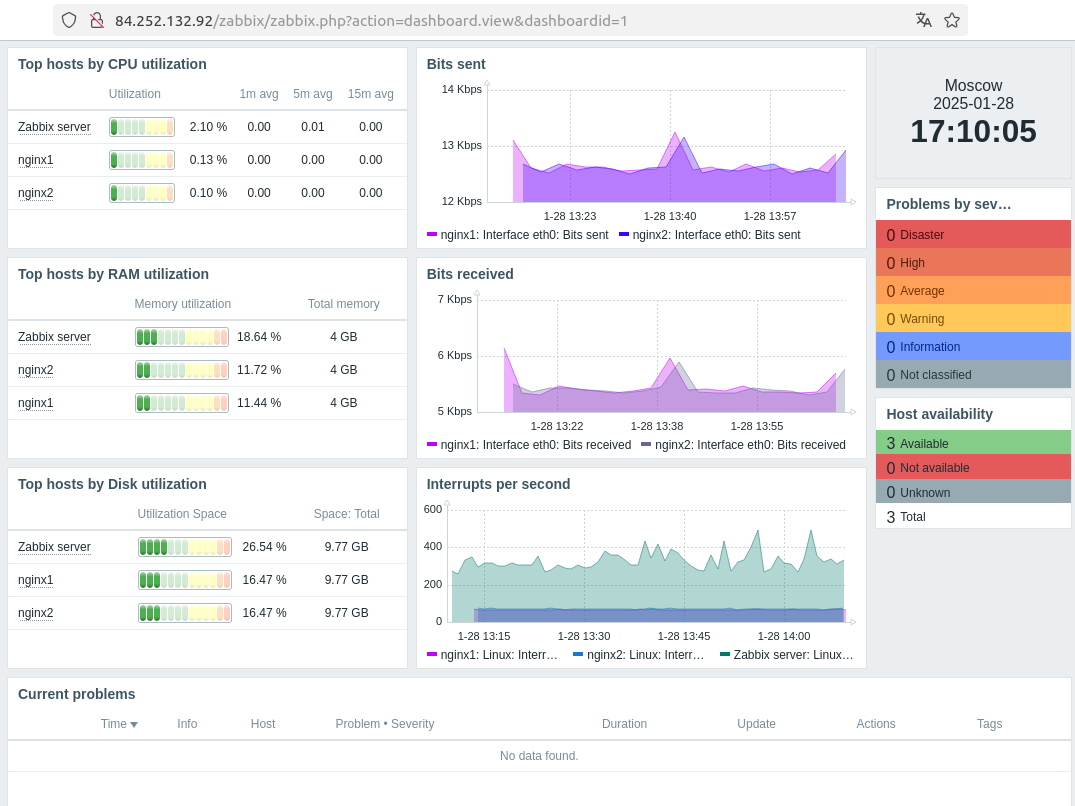 84.252.132.92/zabbix/zabbix.php?action=dashboard.view&dashboardid=1
Top hosts by CPU utilization
Utilization 1m avg 5m avg 15m avg
Zabbix server 2.10 % 0.00 0.01 0.00
nginx1 0.13 % 0.00 0.00 0.00
nginx2 0.10 % 0.00 0.00 0.00
Bits sent
14 Kbps
13 Kbps
12 Kbps
1-28 13:23 1-28 13:40 1-28 13:57
nginx1: Interface eth0: Bits sent nginx2: Interface eth0: Bits sent
Moscow
2025-01-28
17:10:05
Problems by sev…
0 Disaster
0 High
0 Average
0 Warning
0 Information
0 Not classified
Top hosts by RAM utilization
Memory utilization Total memory
Zabbix server 18.64 % 4 GB
nginx2 11.72 % 4 GB
nginx1 11.44 % 4 GB
Bits received
7 Kbps
6 Kbps
5 Kbps
1-28 13:22 1-28 13:38 1-28 13:55
nginx1: Interface eth0: Bits received nginx2: Interface eth0: Bits received
Host availability
3 Available
0 Not available
0 Unknown
3 Total
Top hosts by Disk utilization
Utilization Space Space: Total
Zabbix server 26.54 % 9.77 GB
nginx1 16.47 % 9.77 GB
nginx2 16.47 % 9.77 GB
Interrupts per second
600
400
200
0
1-28 13:15 1-28 13:30 1-28 13:45 1-28 14:00
nginx1: Linux: Interr… nginx2: Linux: Interr… Zabbix server: Linux…
Current problems
Time Info Host Problem • Severity Duration Update Actions Tags
No data found.